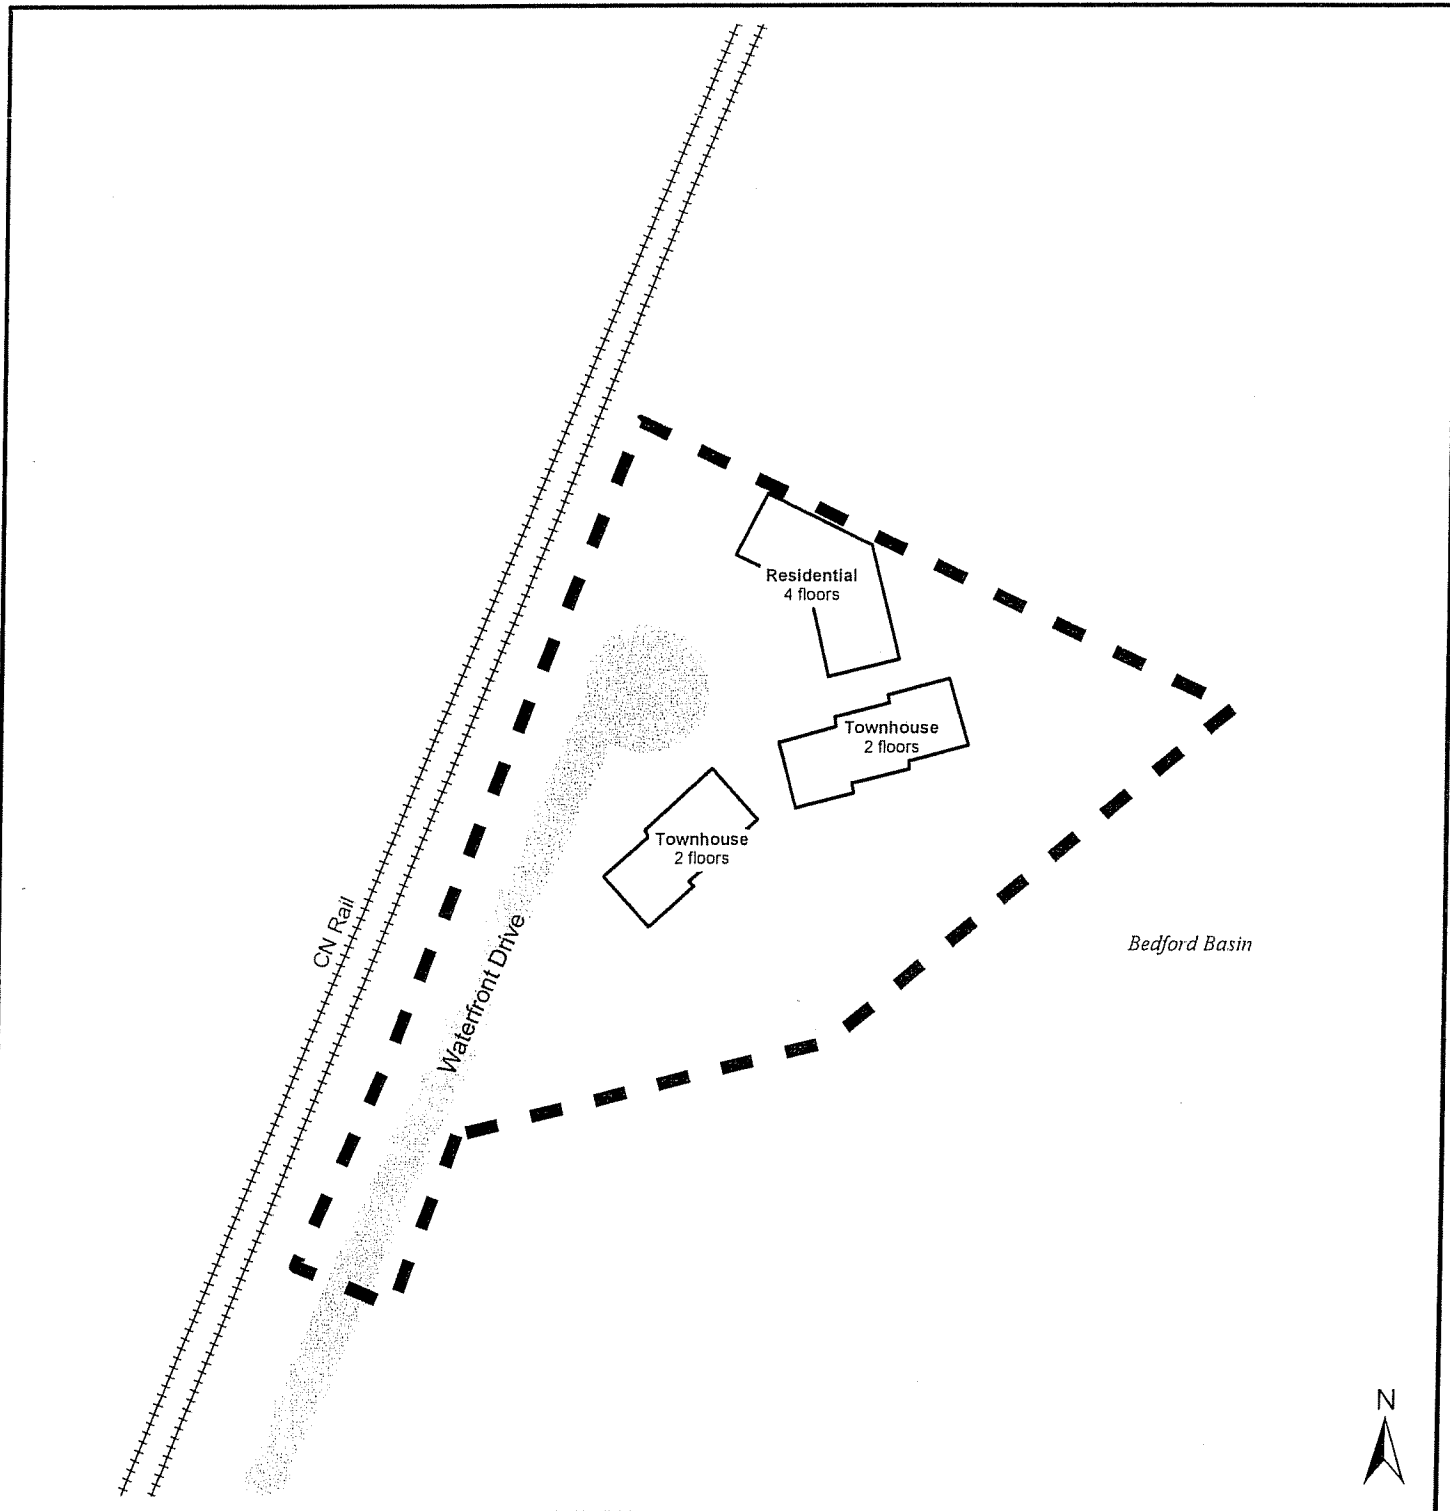 Residential
4 floors
Townhouse
2 floors
Townhouse
2 floors
CN Rail
Waterfront Drive
Bedford Basin
N